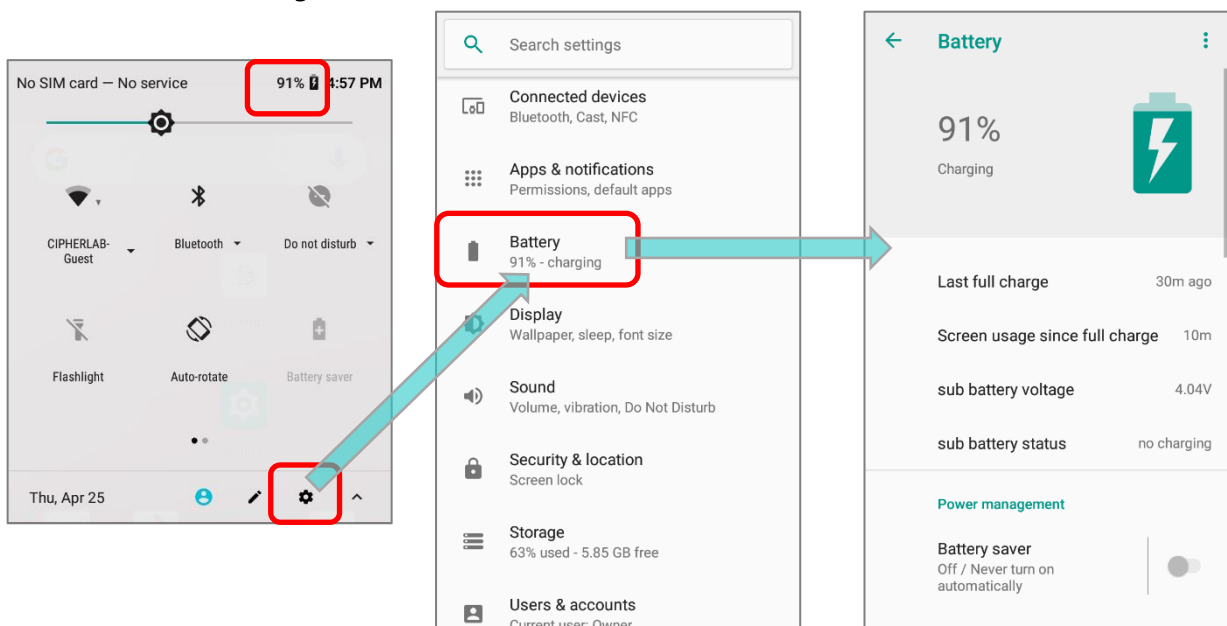 No SIM card — No service 91% 4:57 PM
CIPHERLAB- Bluetooth Do not disturb
Guest
Flashlight Auto-rotate Battery saver
Thu, Apr 25
Search settings
Connected devices
Bluetooth, Cast, NFC
Apps & notifications
Permissions, default apps
Battery
91% - charging
Display
Wallpaper, sleep, font size
Sound
Volume, vibration, Do Not Disturb
Security & location
Screen lock
Storage
63% used - 5.85 GB free
Users & accounts
Current user: Owner
Battery
91%
Charging
Last full charge 30m ago
Screen usage since full charge 10m
sub battery voltage 4.04V
sub battery status no charging
Power management
Battery saver
Off / Never turn on
automatically